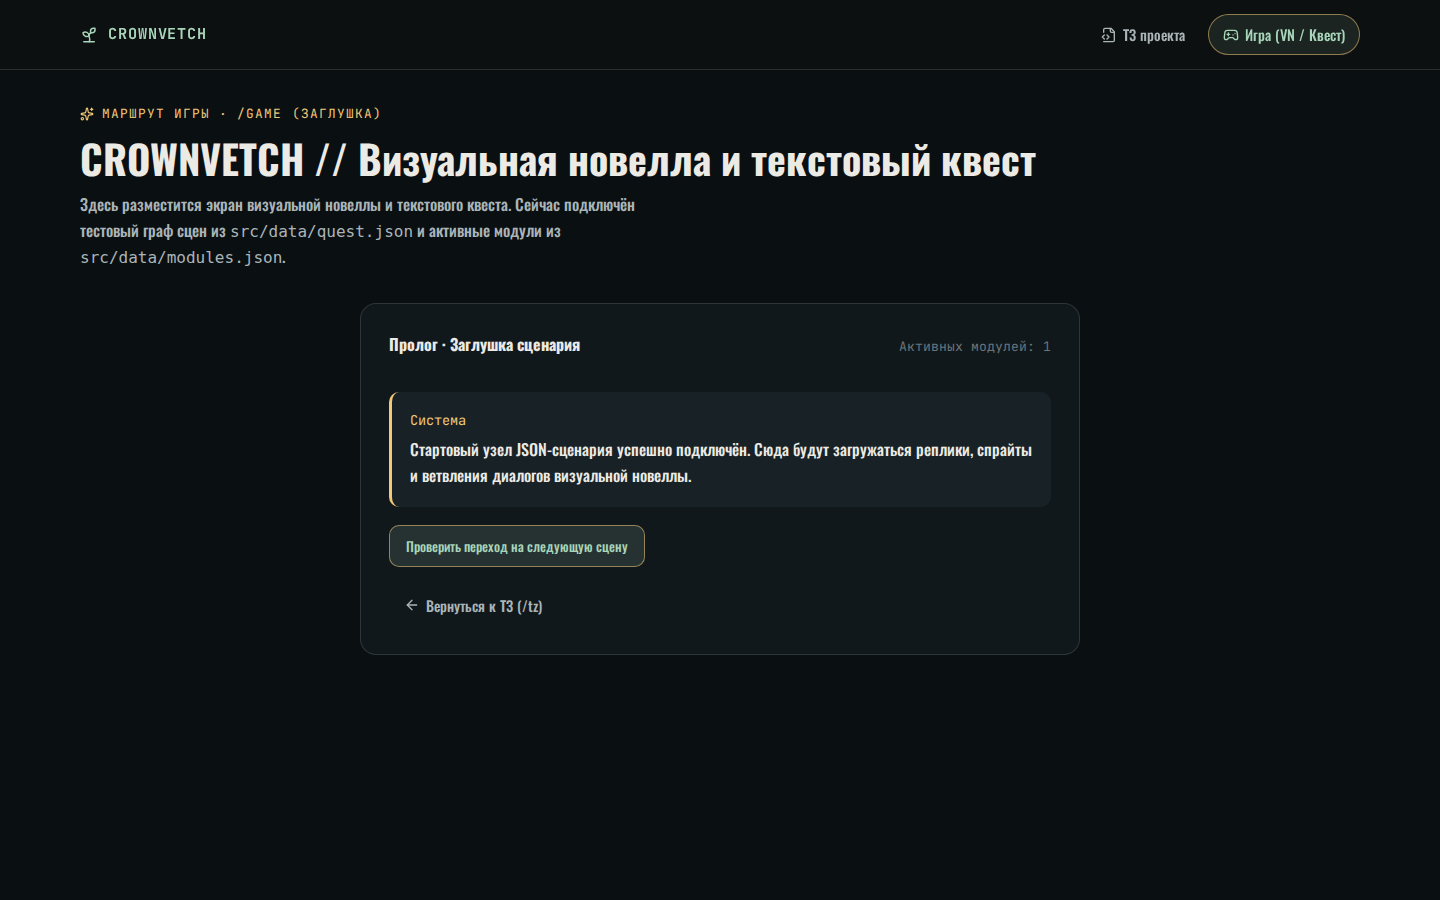 CROWNVETCH
ТЗ проекта
Игра (VN / Квест)
МАРШРУТ ИГРЫ · /GAME (ЗАГЛУШКА)
CROWNVETCH // Визуальная новелла и текстовый квест
Здесь разместится экран визуальной новеллы и текстового квеста. Сейчас подключён
тестовый граф сцен из src/data/quest.json и активные модули из
src/data/modules.json.
Пролог · Заглушка сценария
Активных модулей: 1
Система
Стартовый узел JSON-сценария успешно подключён. Сюда будут загружаться реплики, спрайты
и ветвления диалогов визуальной новеллы.
Проверить переход на следующую сцену
Вернуться к ТЗ (/tz)